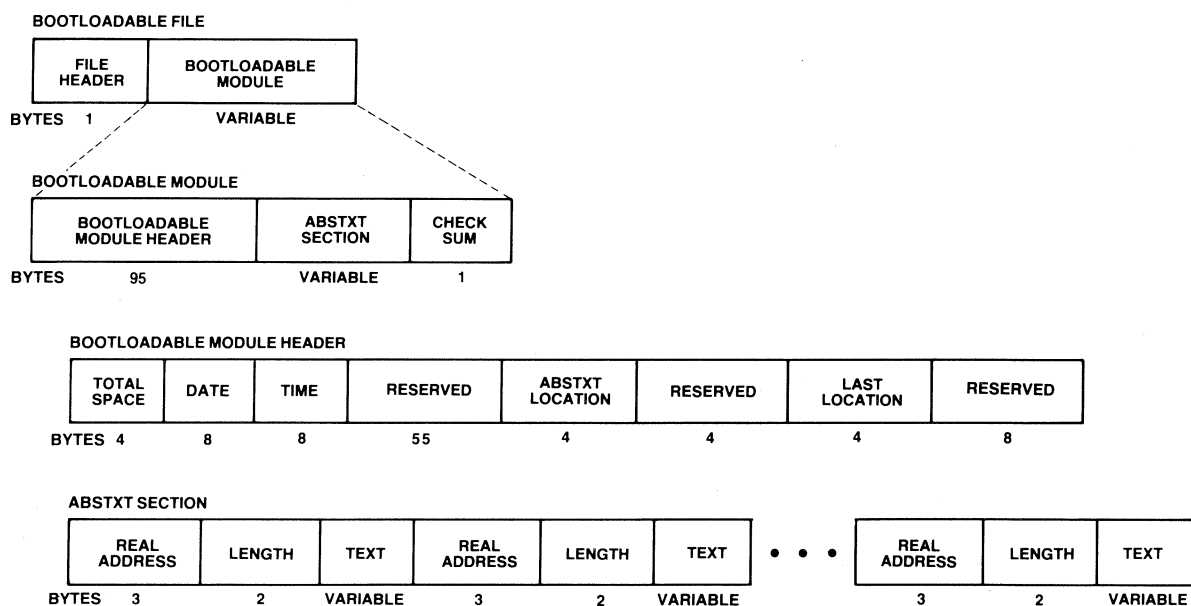 BOOTLOADABLE FILE
FILE HEADER
BOOTLOADABLE MODULE
BYTES 1 VARIABLE
BOOTLOADABLE MODULE
BOOTLOADABLE MODULE HEADER
ABSTXT SECTION
CHECK SUM
BYTES 95 VARIABLE 1
BOOTLOADABLE MODULE HEADER
TOTAL SPACE
DATE
TIME
RESERVED
ABSTXT LOCATION
RESERVED
LAST LOCATION
RESERVED
BYTES 4 8 8 55 4 4 4 8
ABSTXT SECTION
REAL ADDRESS
LENGTH
TEXT
REAL ADDRESS
LENGTH
TEXT
• • •
REAL ADDRESS
LENGTH
TEXT
BYTES 3 2 VARIABLE 3 2 VARIABLE 3 2 VARIABLE